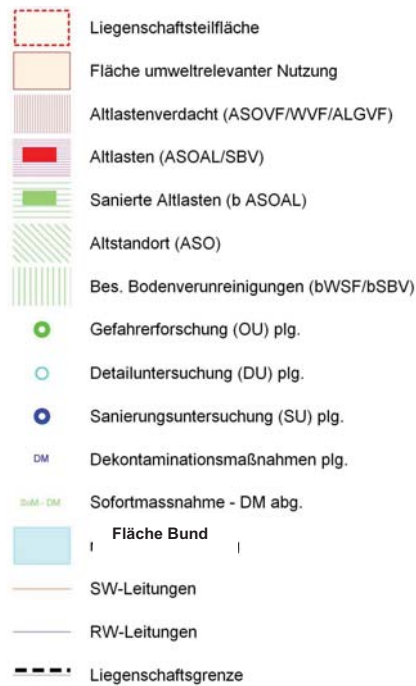 Liegenschaftsteilfläche
Fläche umweltrelevanter Nutzung
Altlastenverdacht (ASOVF/WVF/ALGVF)
Altlasten (ASOAL/SBV)
Sanierte Altlasten (b ASOAL)
Altstandort (ASO)
Bes. Bodenverunreinigungen (bWSF/bSBV)
Gefahrerforschung (OU) plg.
Detailuntersuchung (DU) plg.
Sanierungsuntersuchung (SU) plg.
DM Dekontaminationsmaßnahmen plg.
SoM - DM Sofortmassnahme - DM abg.
Fläche Bund
SW-Leitungen
RW-Leitungen
Liegenschaftsgrenze